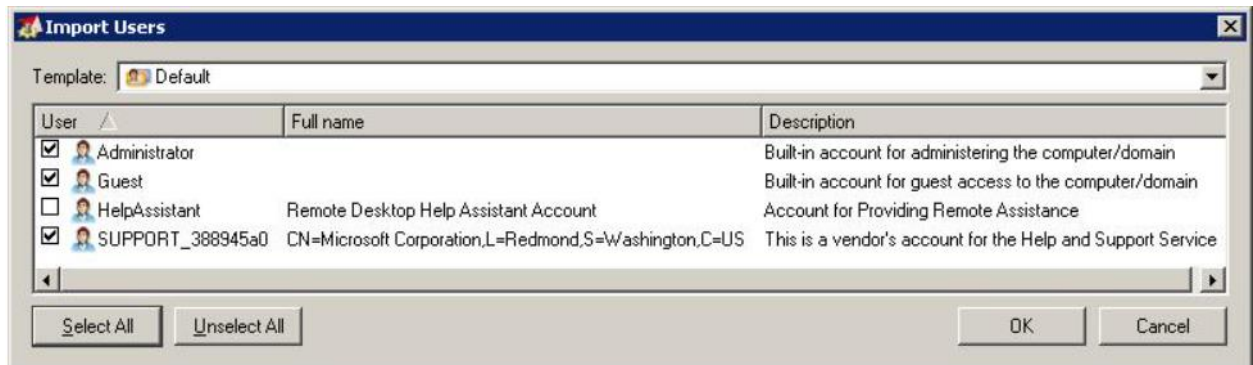 Import Users
Template: Default
User Full name Description
Administrator Built-in account for administering the computer/domain
Guest Built-in account for guest access to the computer/domain
HelpAssistant Remote Desktop Help Assistant Account Account for Providing Remote Assistance
SUPPORT_388945a0 CN=Microsoft Corporation,L=Redmond,S=Washington,C=US This is a vendor's account for the Help and Support Service
Select All Unselect All OK Cancel